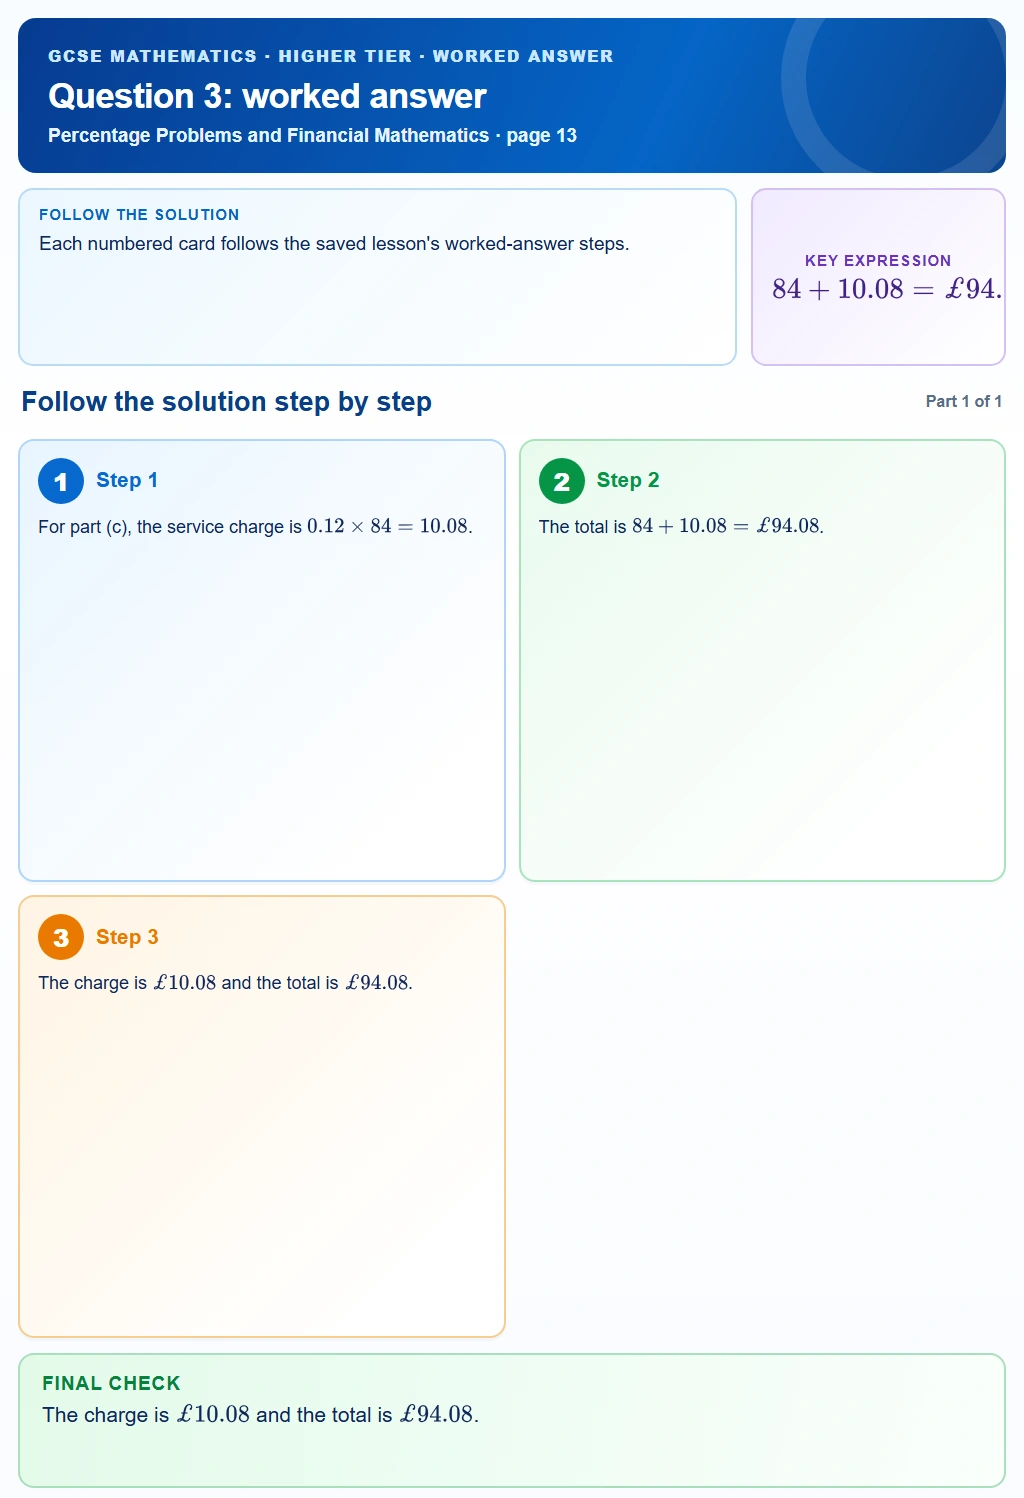 GCSE MATHEMATICS · HIGHER TIER · WORKED ANSWER
Question 3: worked answer
Percentage Problems and Financial Mathematics · page 13
FOLLOW THE SOLUTION
Each numbered card follows the saved lesson's worked-answer steps.
KEY EXPRESSION
84 + 10.08 = £94.
Follow the solution step by step
Part 1 of 1
1 Step 1
For part (c), the service charge is 0.12 × 84 = 10.08.
2 Step 2
The total is 84 + 10.08 = £94.08.
3 Step 3
The charge is £10.08 and the total is £94.08.
FINAL CHECK
The charge is £10.08 and the total is £94.08.